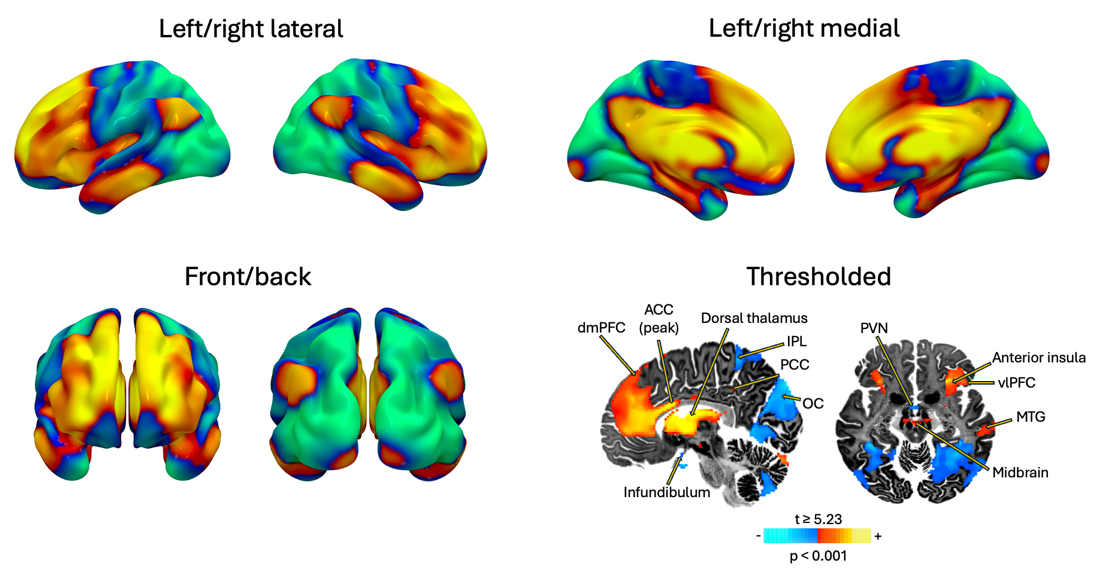 Left/right lateral
Left/right medial
Front/back
Thresholded
ACC
(peak)
Dorsal thalamus
dmPFC
IPL
PCC
OC
Infundibulum
PVN
Anterior insula
vlPFC
MTG
Midbrain
t ≥ 5.23
- +
p < 0.001